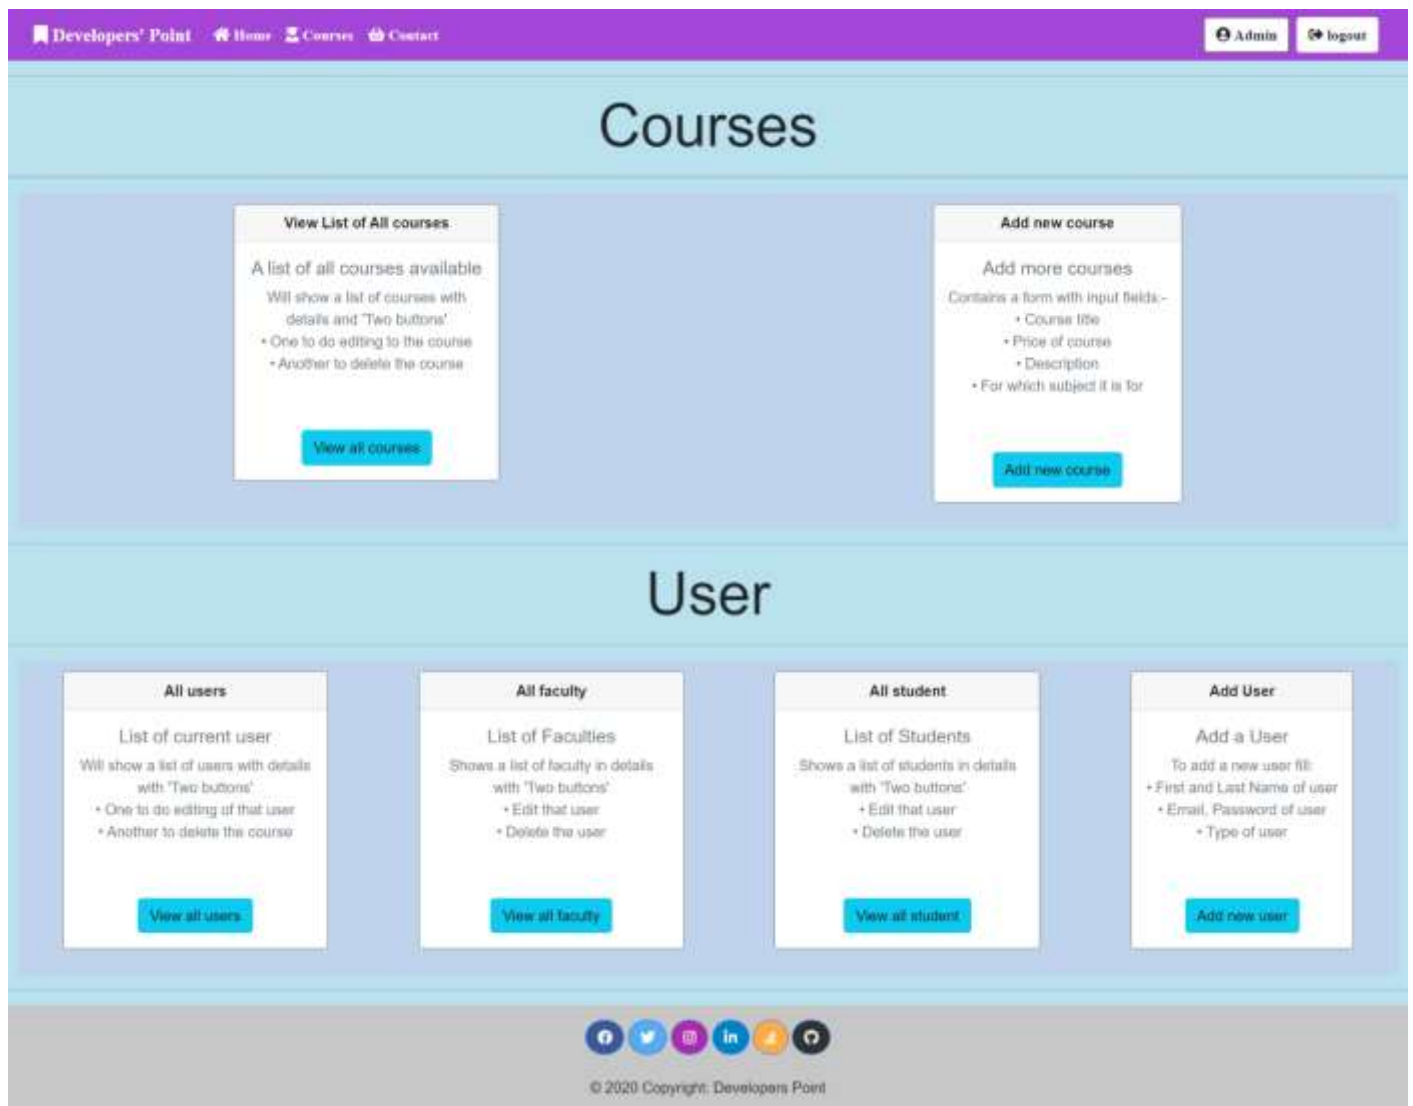 Developers' Point Home Courses Contact Admin logout
Courses
View List of All courses
A list of all courses available
Will show a list of courses with
details and 'Two buttons'
• One to do editing to the course
• Another to delete the course
View all courses
Add new course
Add more courses
Contains a form with input fields:-
• Course title
• Price of course
• Description
• For which subject it is for
Add new course
User
All users
List of current user
Will show a list of users with details
with 'Two buttons'
• One to do editing of that user
• Another to delete the course
View all users
All faculty
List of Faculties
Shows a list of faculty in details
with 'Two buttons'
• Edit that user
• Delete the user
View all faculty
All student
List of Students
Shows a list of students in details
with 'Two buttons'
• Edit that user
• Delete the user
View all student
Add User
Add a User
To add a new user fill:
• First and Last Name of user
• Email, Password of user
• Type of user
Add new user
© 2020 Copyright: Developers Point